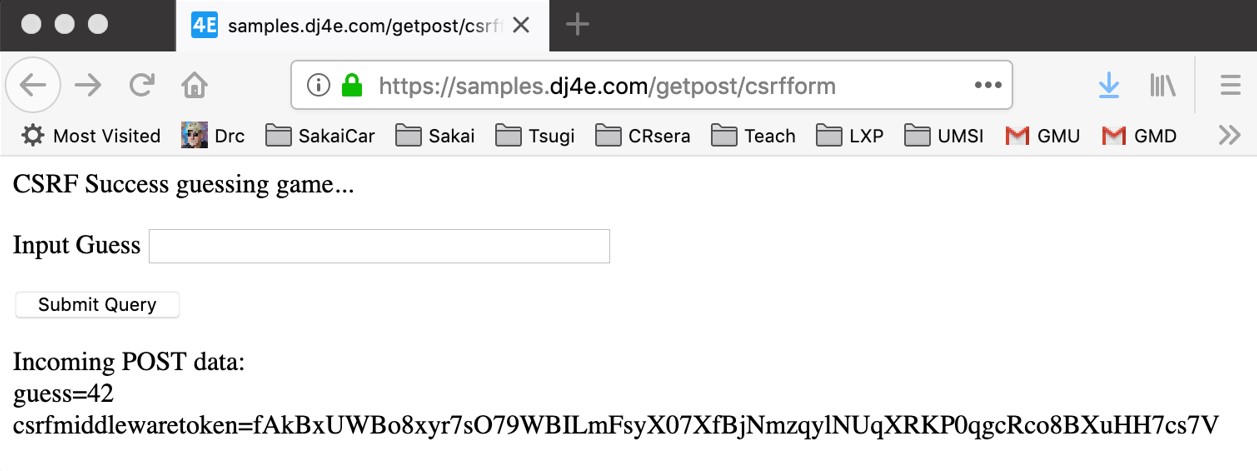 4E samples.dj4e.com/getpost/csrf
https://samples.dj4e.com/getpost/csrfform
Most Visited Drc SakaiCar Sakai Tsugi CRsera Teach LXP UMSI GMU GMD
CSRF Success guessing game...
Input Guess
Submit Query
Incoming POST data:
guess=42
csrfmiddlewaretoken=fAkBxUWBo8xyr7sO79WBILmFsyX07XfBjNmzqylNUqXRKP0qgcRco8BXuHH7cs7V